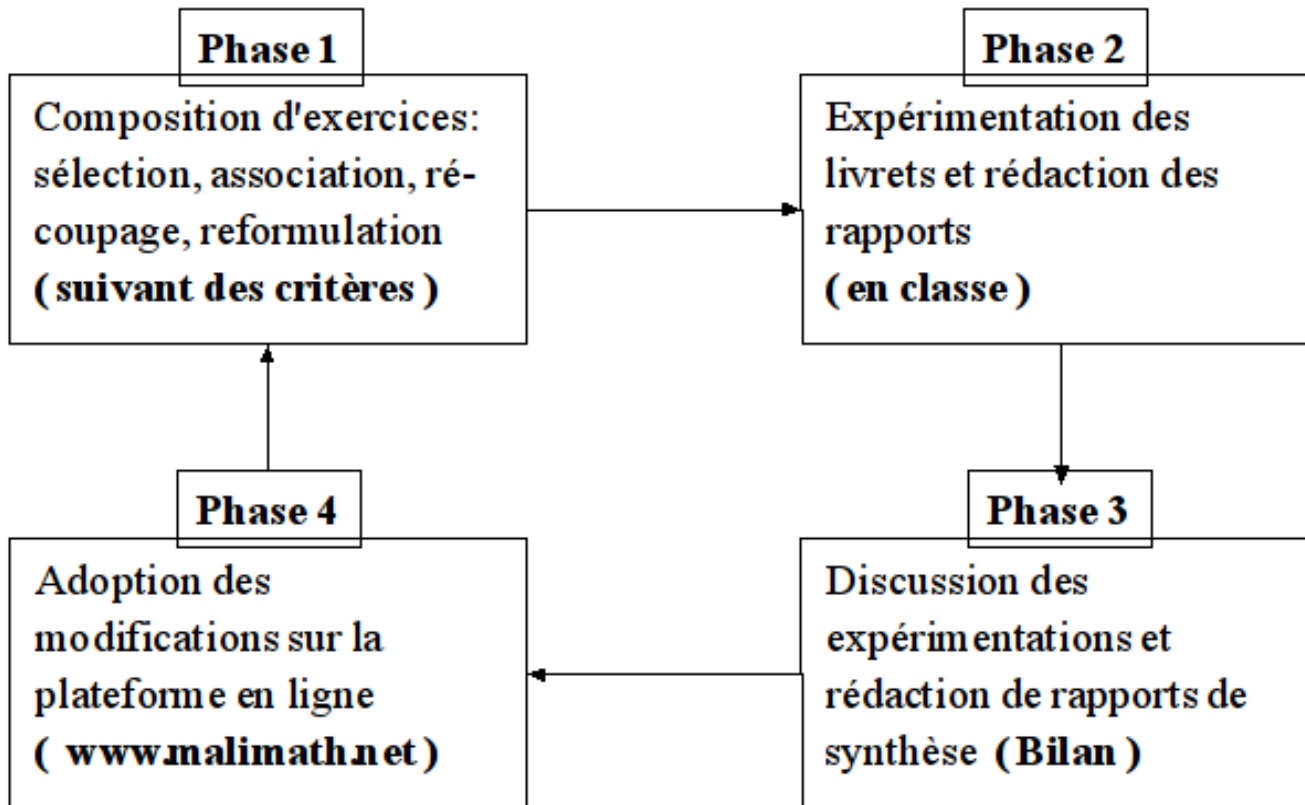 Phase 1
Composition d'exercices:
sélection, association, ré-
coupage, reformulation
( suivant des critères )
Phase 2
Expérimentation des
livrets et rédaction des
rapports
( en classe )
Phase 3
Discussion des
expérimentations et
rédaction de rapports de
synthèse ( Bilan )
Phase 4
Adoption des
modifications sur la
plateforme en ligne
( www.malimath.net )